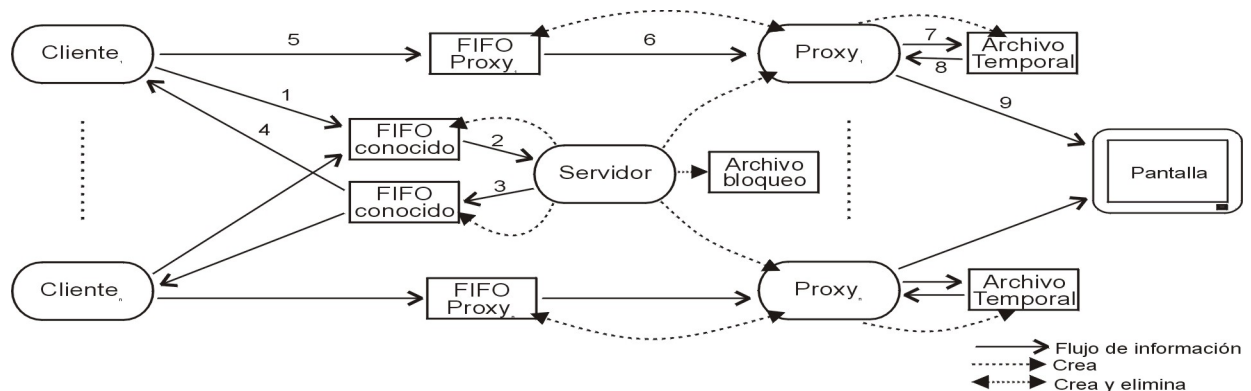 Cliente
5
FIFO
Proxy
6
Proxy
7
8
Archivo
Temporal
1
4
9
FIFO
conocido
2
Servidor
Archivo
bloqueo
3
FIFO
conocido
Pantalla
Cliente
FIFO
Proxy
Proxy
Archivo
Temporal
Flujo de información
Crea
Crea y elimina